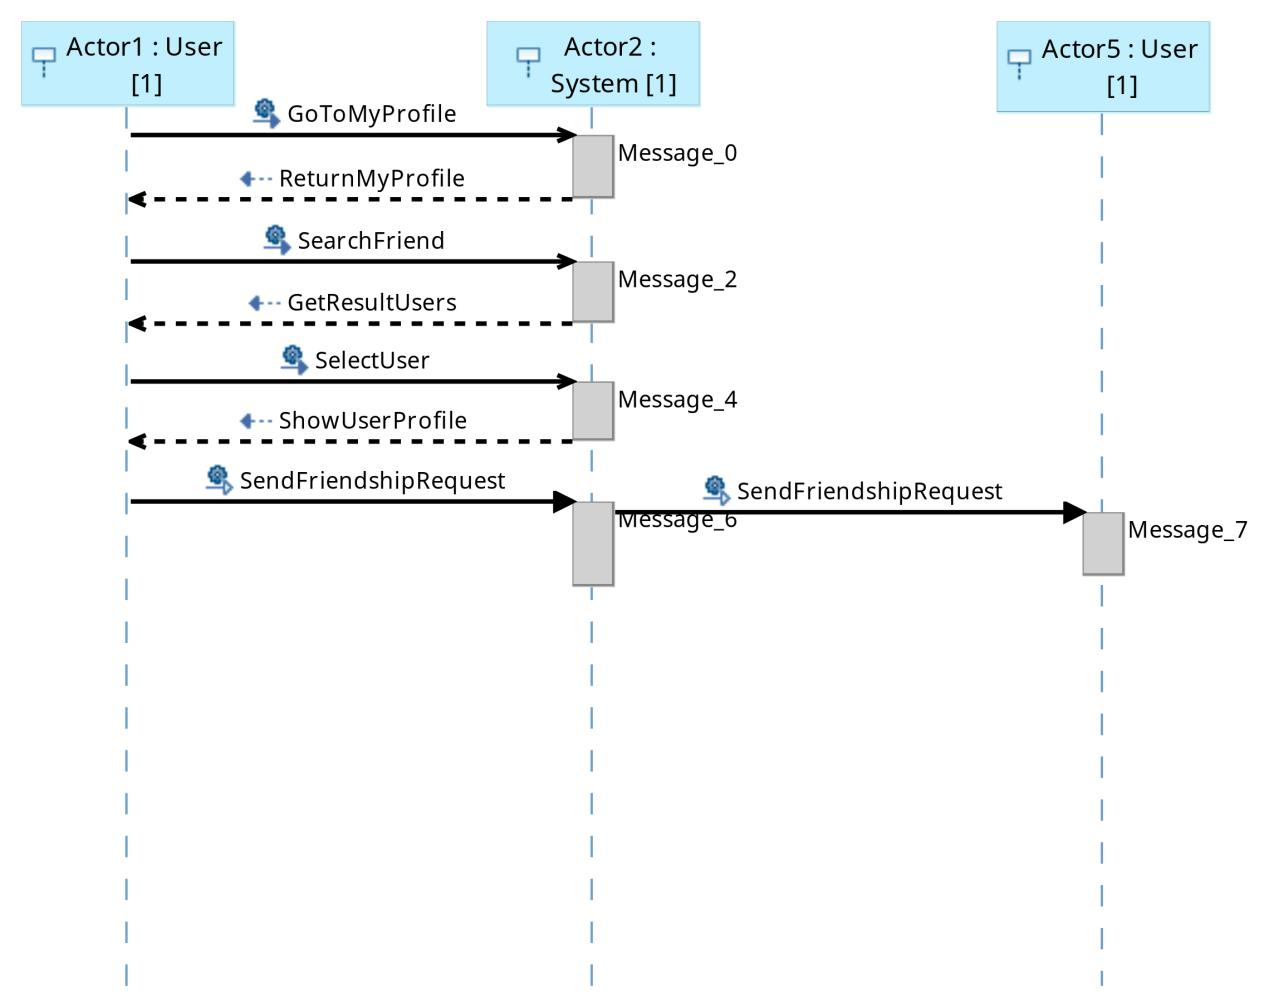 Actor1 : User
[1]
Actor2 :
System [1]
Actor5 : User
[1]
GoToMyProfile
Message_0
ReturnMyProfile
SearchFriend
Message_2
GetResultUsers
SelectUser
Message_4
ShowUserProfile
SendFriendshipRequest
SendFriendshipRequest
Message_6
Message_7